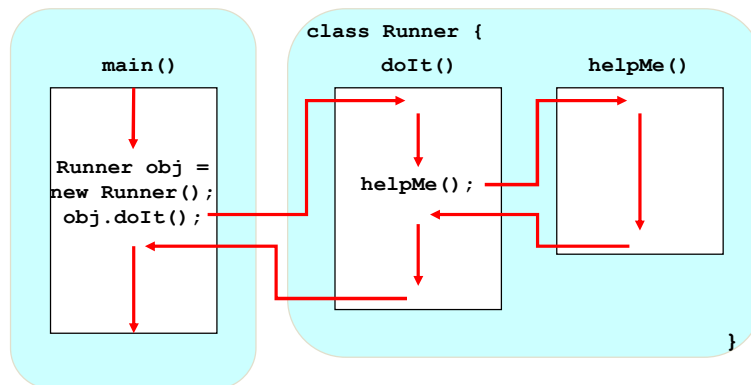 class Runner {
main()
doIt()
helpMe()
Runner obj =
new Runner();
obj.doIt();
helpMe();
}